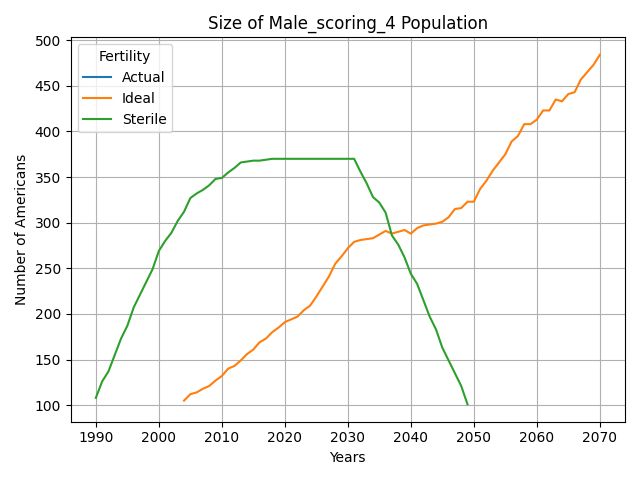 Size of Male_scoring_4 Population
Fertility
Actual
Ideal
Sterile
Number of Americans
500
450
400
350
300
250
200
150
100
1990 2000 2010 2020 2030 2040 2050 2060 2070
Years